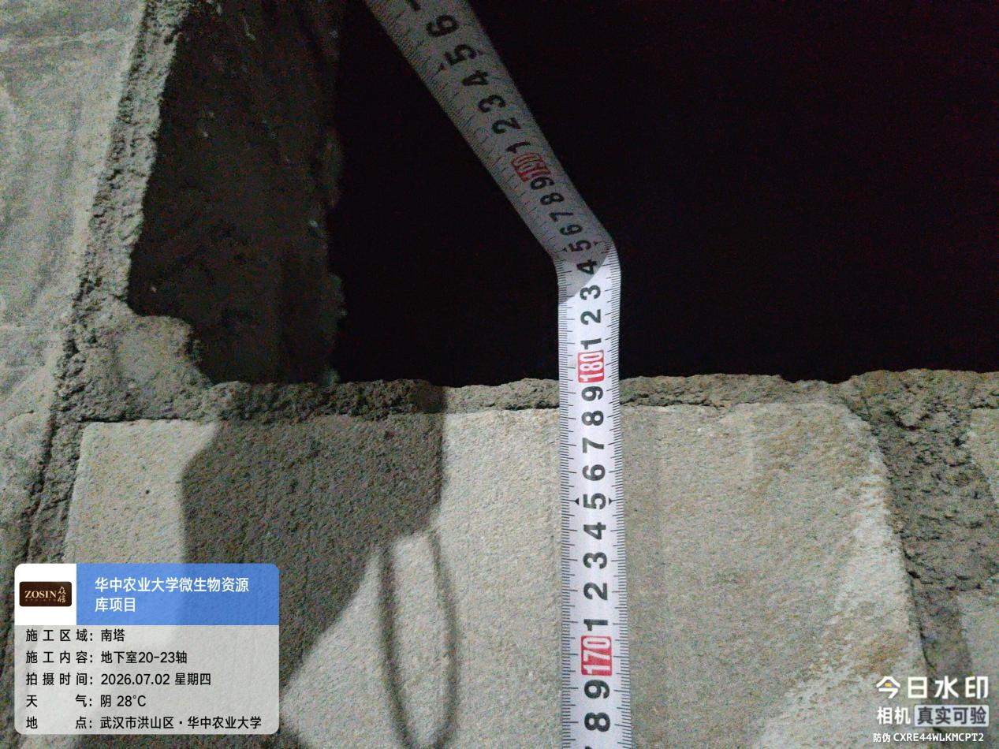 6
5
4
3
2
1
190
9
8
7
6
5
4
3
2
1
180
9
8
7
6
5
4
3
2
1
170
9
8
ZOSIN 众信
华中农业大学微生物资源
库项目
施工区域：南塔
施工内容：地下室20-23轴
拍摄时间：2026.07.02 星期四
天气：阴 28℃
地点：武汉市洪山区·华中农业大学
今日水印
相机 真实可验
防伪 CXRE44WLKMCPT2